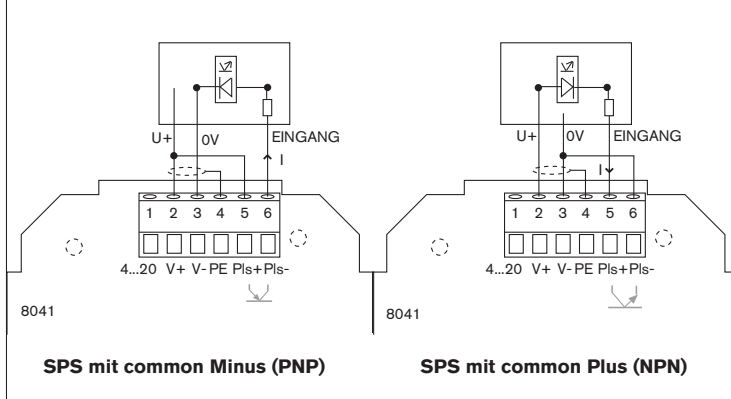 U+ 0V EINGANG
I
1 2 3 4 5 6
4...20 V+ V- PE Pls+ Pls-
8041
SPS mit common Minus (PNP)
U+ 0V EINGANG
I
1 2 3 4 5 6
4...20 V+ V- PE Pls+ Pls-
8041
SPS mit common Plus (NPN)